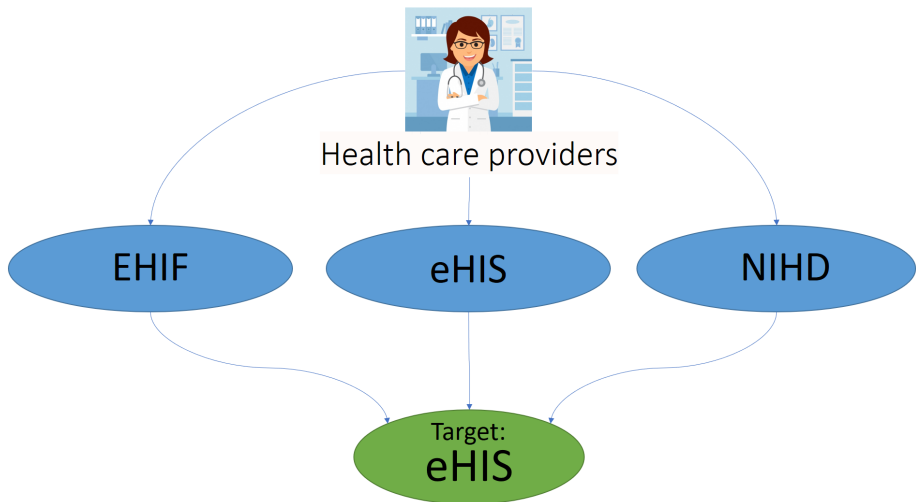 Health care providers
EHIF
eHIS
NIHD
Target:
eHIS